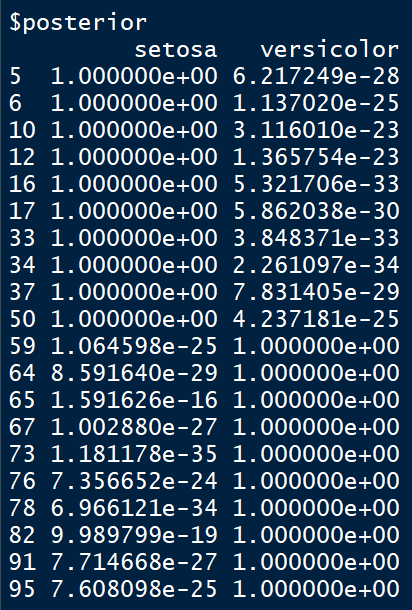 $posterior
setosa versicolor
5 1.000000e+00 6.217249e-28
6 1.000000e+00 1.137020e-25
10 1.000000e+00 3.116010e-23
12 1.000000e+00 1.365754e-23
16 1.000000e+00 5.321706e-33
17 1.000000e+00 5.862038e-30
33 1.000000e+00 3.848371e-33
34 1.000000e+00 2.261097e-34
37 1.000000e+00 7.831405e-29
50 1.000000e+00 4.237181e-25
59 1.064598e-25 1.000000e+00
64 8.591640e-29 1.000000e+00
65 1.591626e-16 1.000000e+00
67 1.002880e-27 1.000000e+00
73 1.181178e-35 1.000000e+00
76 7.356652e-24 1.000000e+00
78 6.966121e-34 1.000000e+00
82 9.989799e-19 1.000000e+00
91 7.714668e-27 1.000000e+00
95 7.608098e-25 1.000000e+00